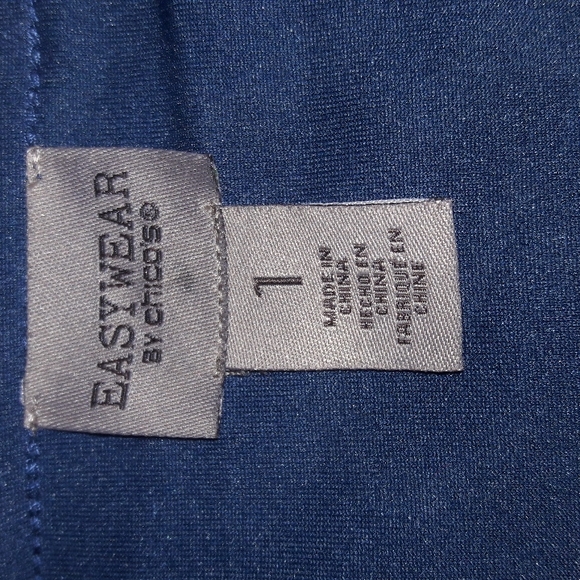 EASYWEAR
BY chico's®
1
MADE IN
CHINA
HECHO EN
CHINA
FABRIQUÉ EN
CHINE